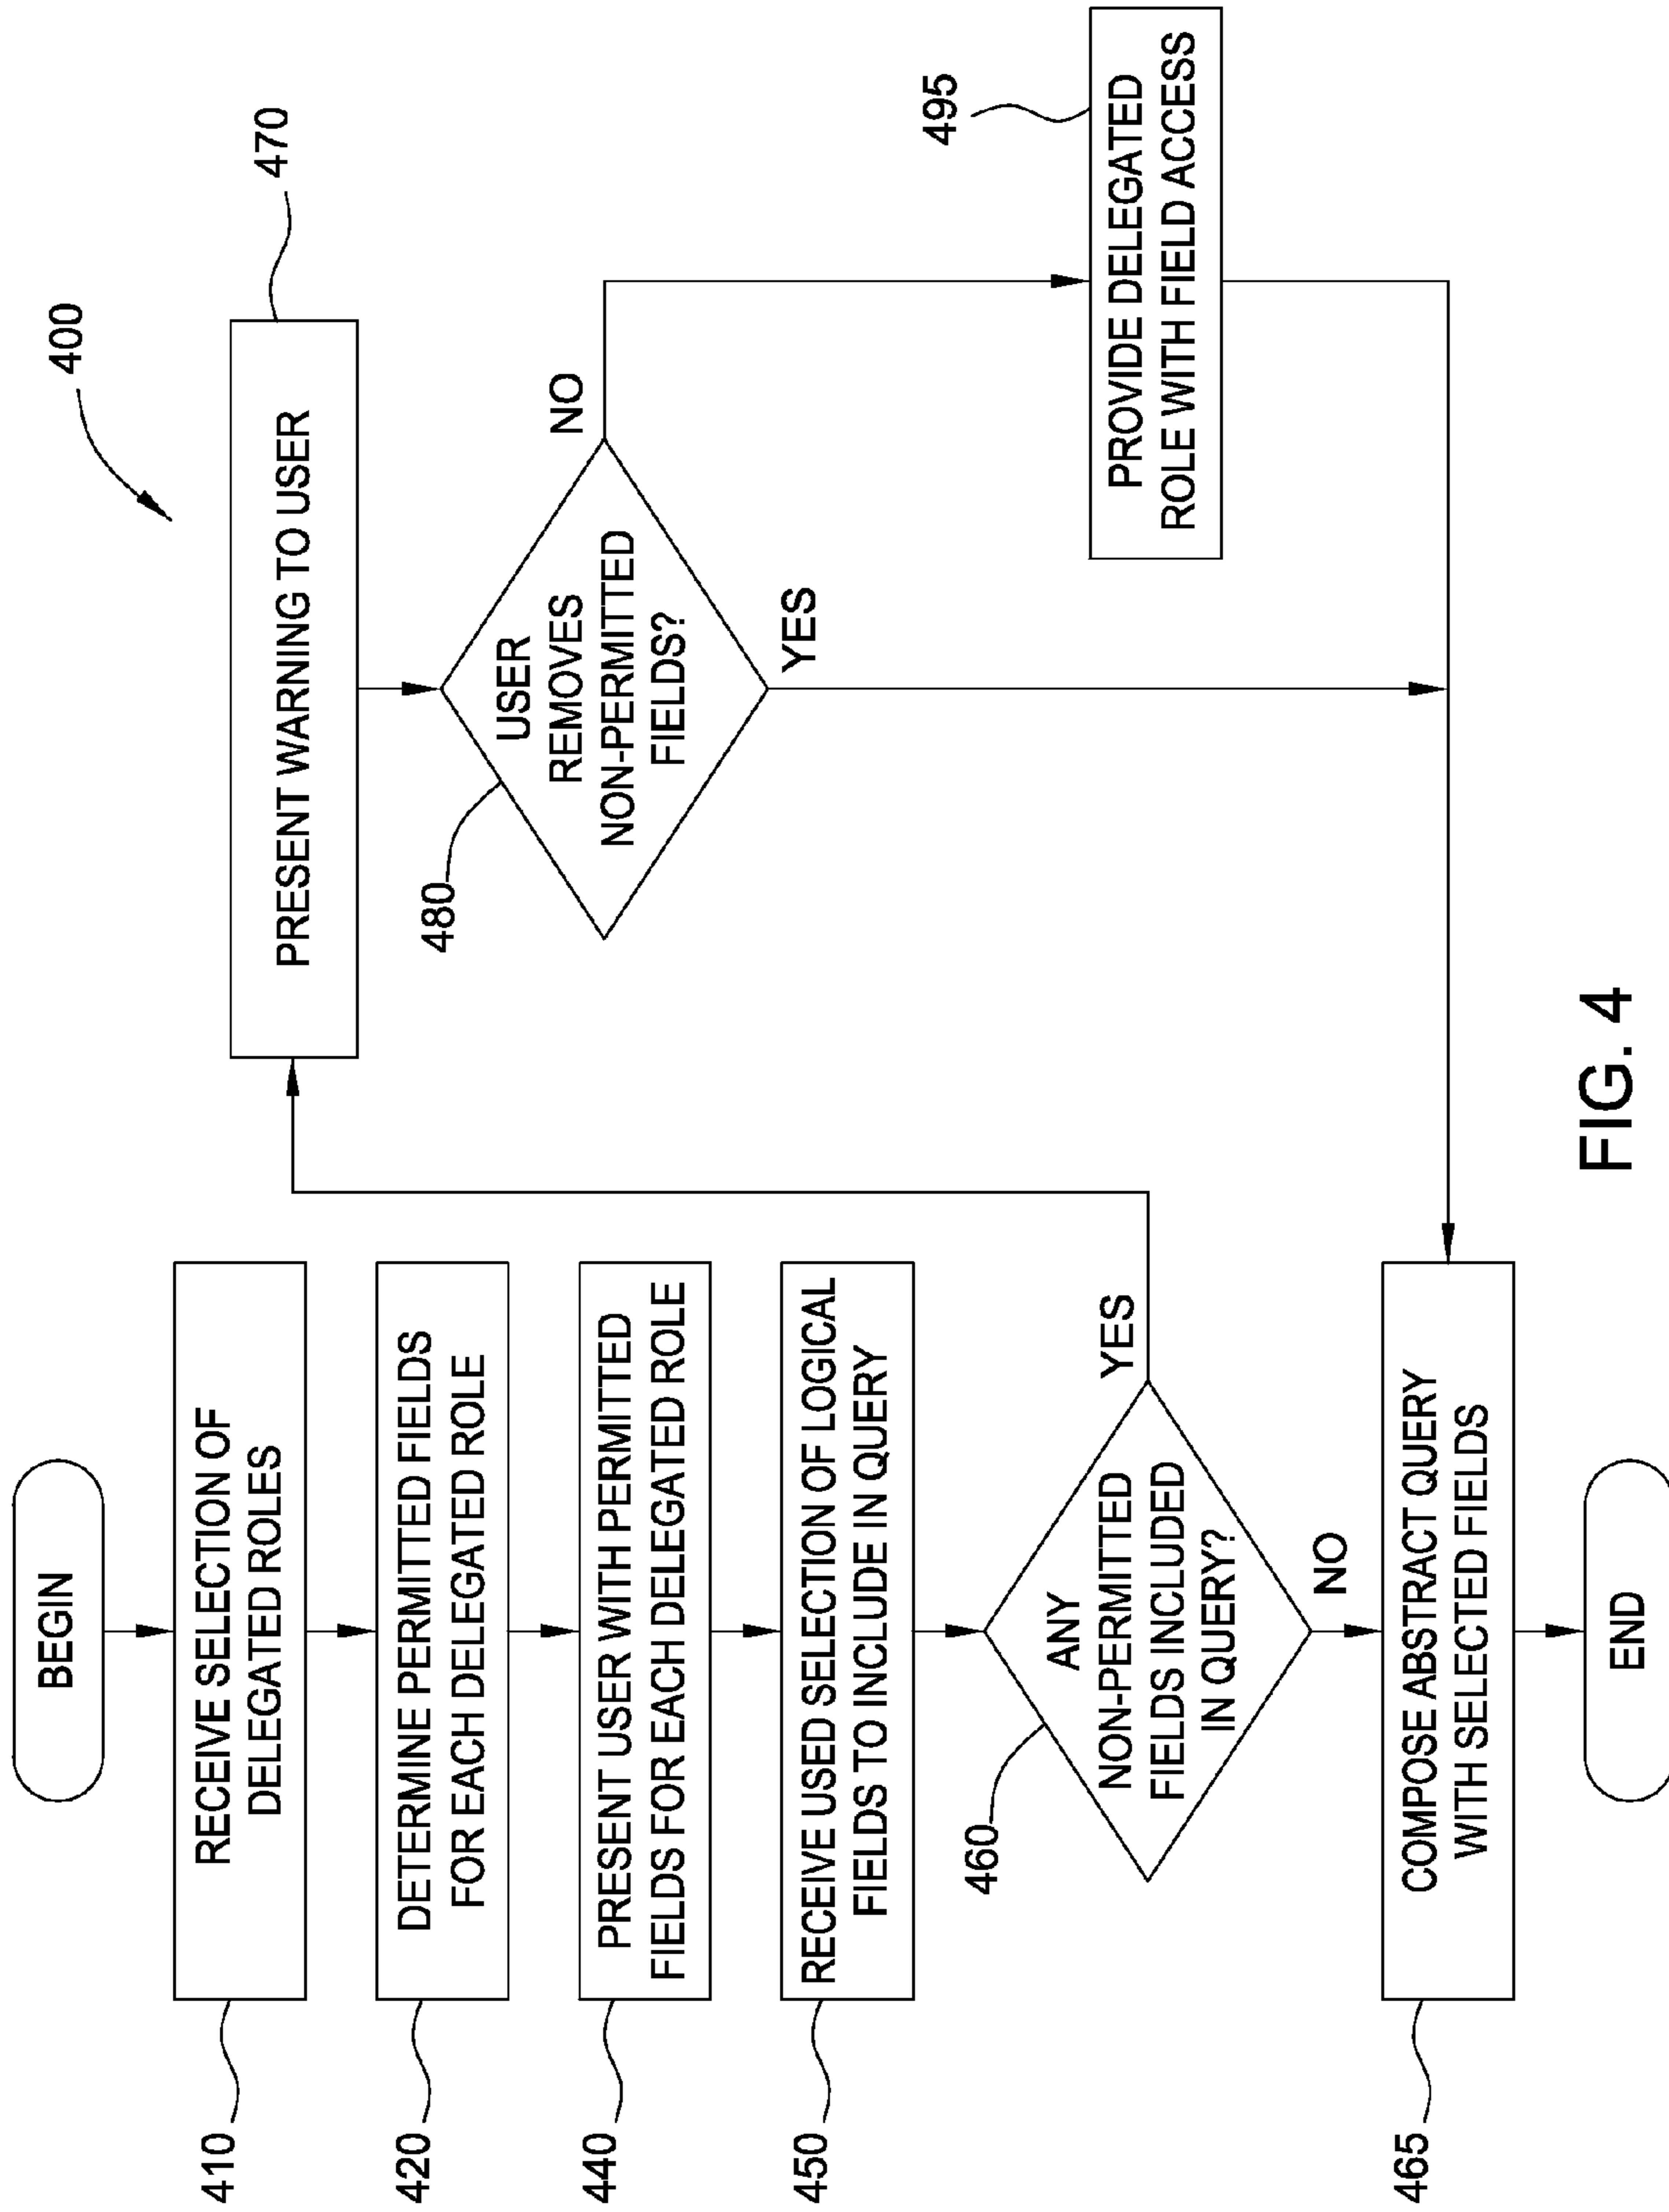 400
BEGIN
410
RECEIVE SELECTION OF
DELEGATED ROLES
420
DETERMINE PERMITTED FIELDS
FOR EACH DELEGATED ROLE
440
PRESENT USER WITH PERMITTED
FIELDS FOR EACH DELEGATED ROLE
450
RECEIVE USED SELECTION OF LOGICAL
FIELDS TO INCLUDE IN QUERY
460
ANY
NON-PERMITTED
FIELDS INCLUDED
IN QUERY?
YES
NO
465
COMPOSE ABSTRACT QUERY
WITH SELECTED FIELDS
END
470
PRESENT WARNING TO USER
480
USER
REMOVES
NON-PERMITTED
FIELDS?
NO
YES
495
PROVIDE DELEGATED
ROLE WITH FIELD ACCESS
FIG. 4